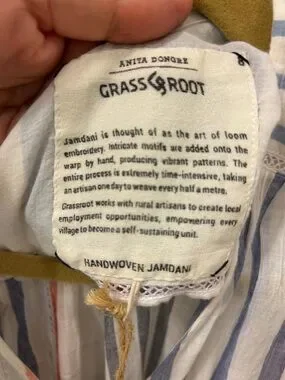 ANITA DONGRE
GRASS ROOT
Jamdani is thought of as the art of loom
embroidery. Intricate motifs are added onto the
warp by hand, producing vibrant patterns. The
entire process is extremely time-intensive, taking
an artisan one day to weave every half a metre.
Grassroot works with rural artisans to create local
employment opportunities, empowering every
village to become a self-sustaining unit.
HANDWOVEN JAMDANI